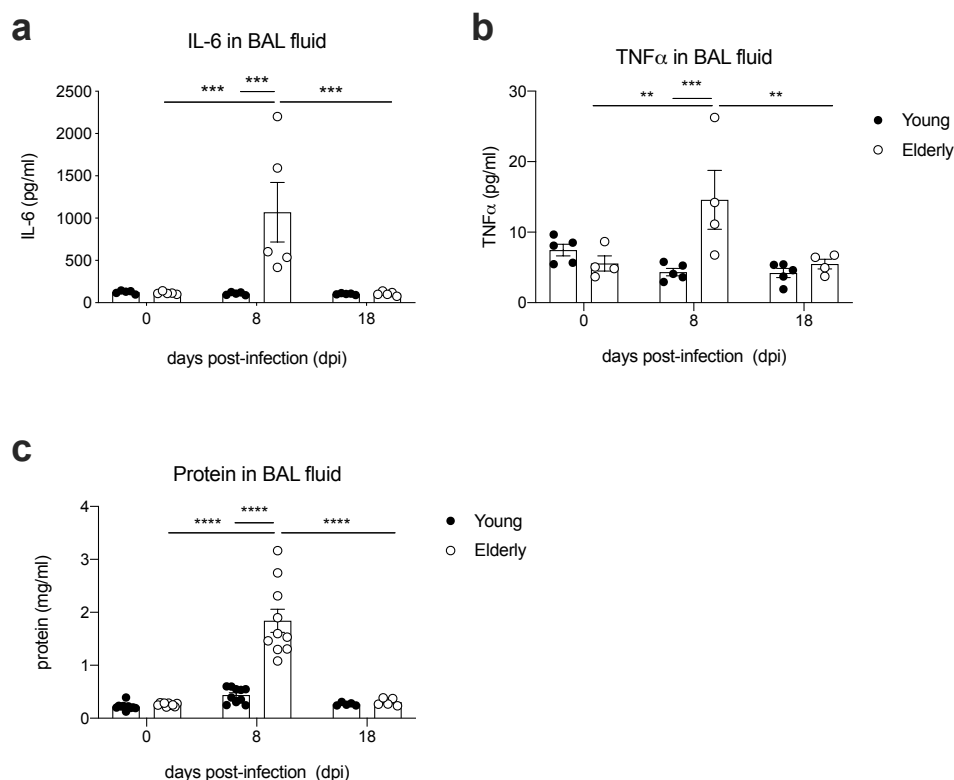 a
IL-6 in BAL fluid
*** *** ***
2500
2000
1500
1000
500
0
IL-6 (pg/ml)
0 8 18
days post-infection (dpi)
b
TNFα in BAL fluid
** *** **
30
20
10
0
TNFα (pg/ml)
0 8 18
days post-infection (dpi)
Young
Elderly
c
Protein in BAL fluid
**** **** ****
4
3
2
1
0
protein (mg/ml)
0 8 18
days post-infection (dpi)
Young
Elderly